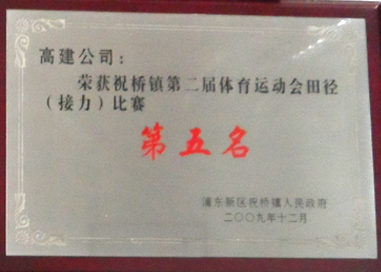 高建公司：
荣获祝桥镇第二届体育运动会田径
（接力）比赛
第五名
浦东新区祝桥镇人民政府
二〇〇九年十二月